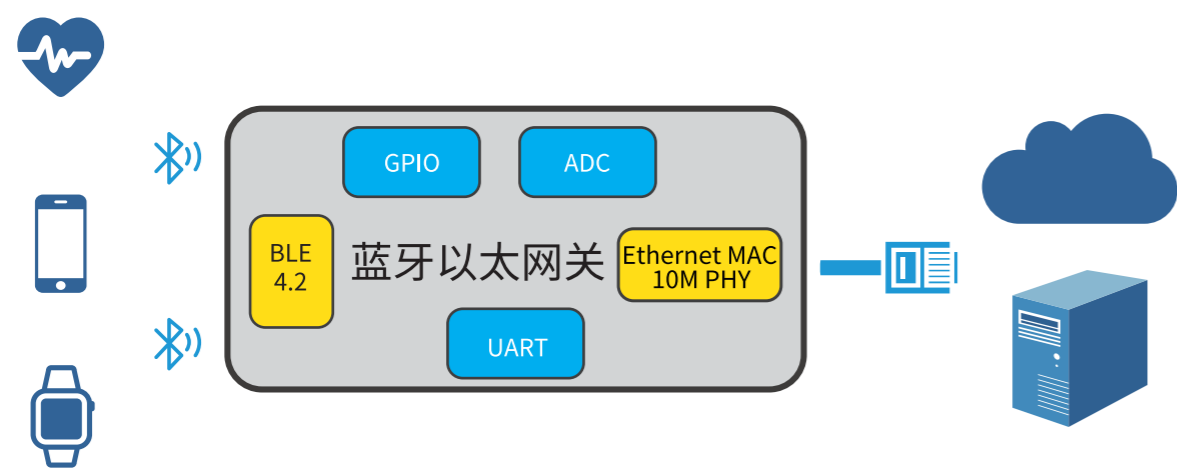 GPIO
ADC
BLE
4.2
蓝牙以太网关
Ethernet MAC
10M PHY
UART